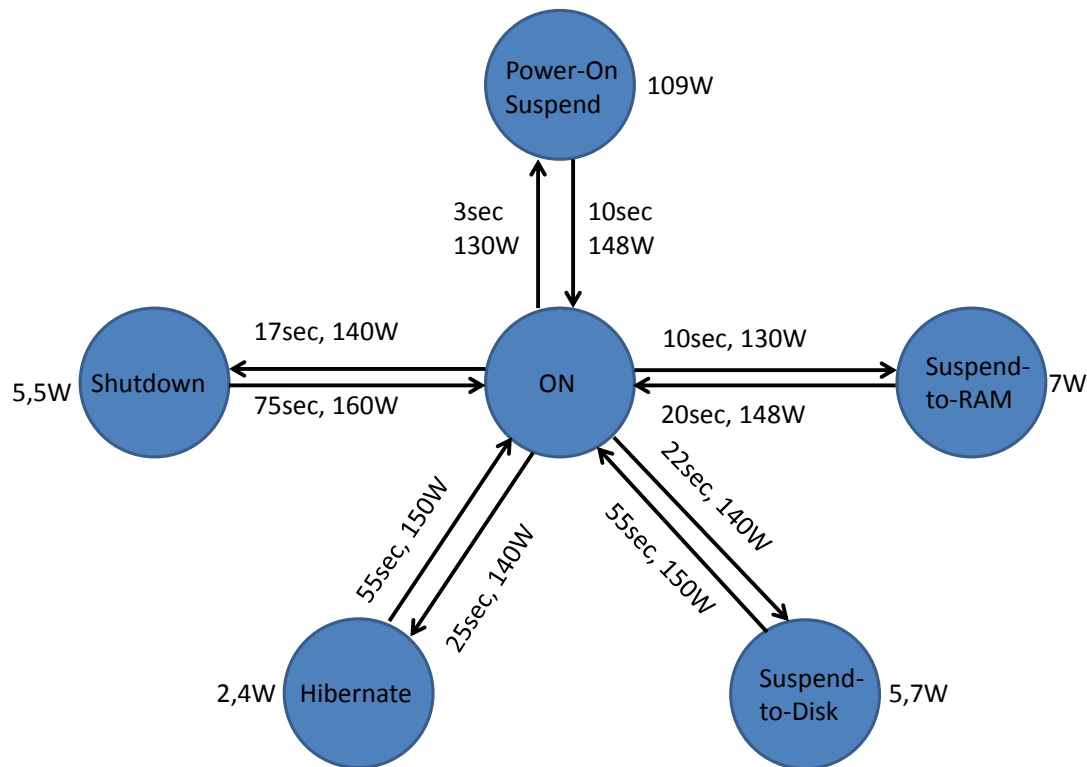 Power-On
Suspend
109W
3sec
130W
10sec
148W
17sec, 140W
10sec, 130W
Shutdown
5,5W
ON
Suspend-
to-RAM
7W
75sec, 160W
20sec, 148W
55sec, 150W
25sec, 140W
22sec, 140W
55sec, 150W
2,4W
Hibernate
Suspend-
to-Disk
5,7W